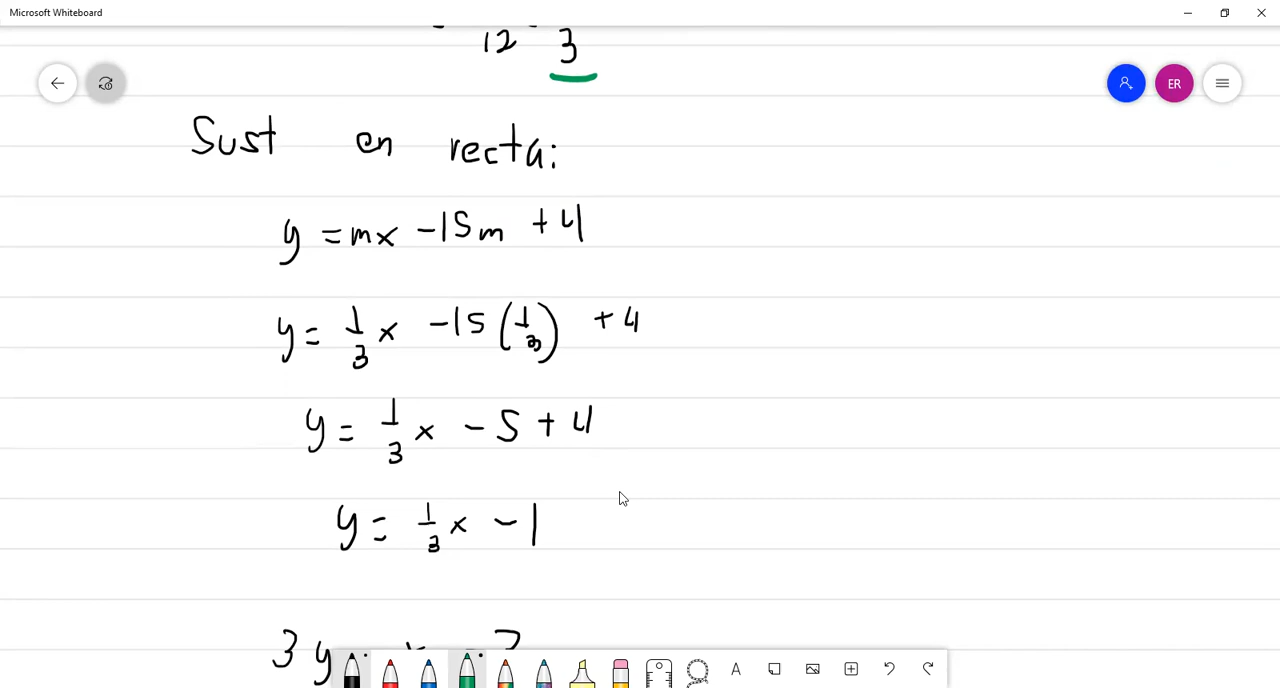 Microsoft Whiteboard
12 3
ER
Sust en recta:
y = mx - 15m + 4
y = 1/3 x - 15 (1/3) + 4
y = 1/3 x - 5 + 4
y = 1/3 x - 1
3y
A